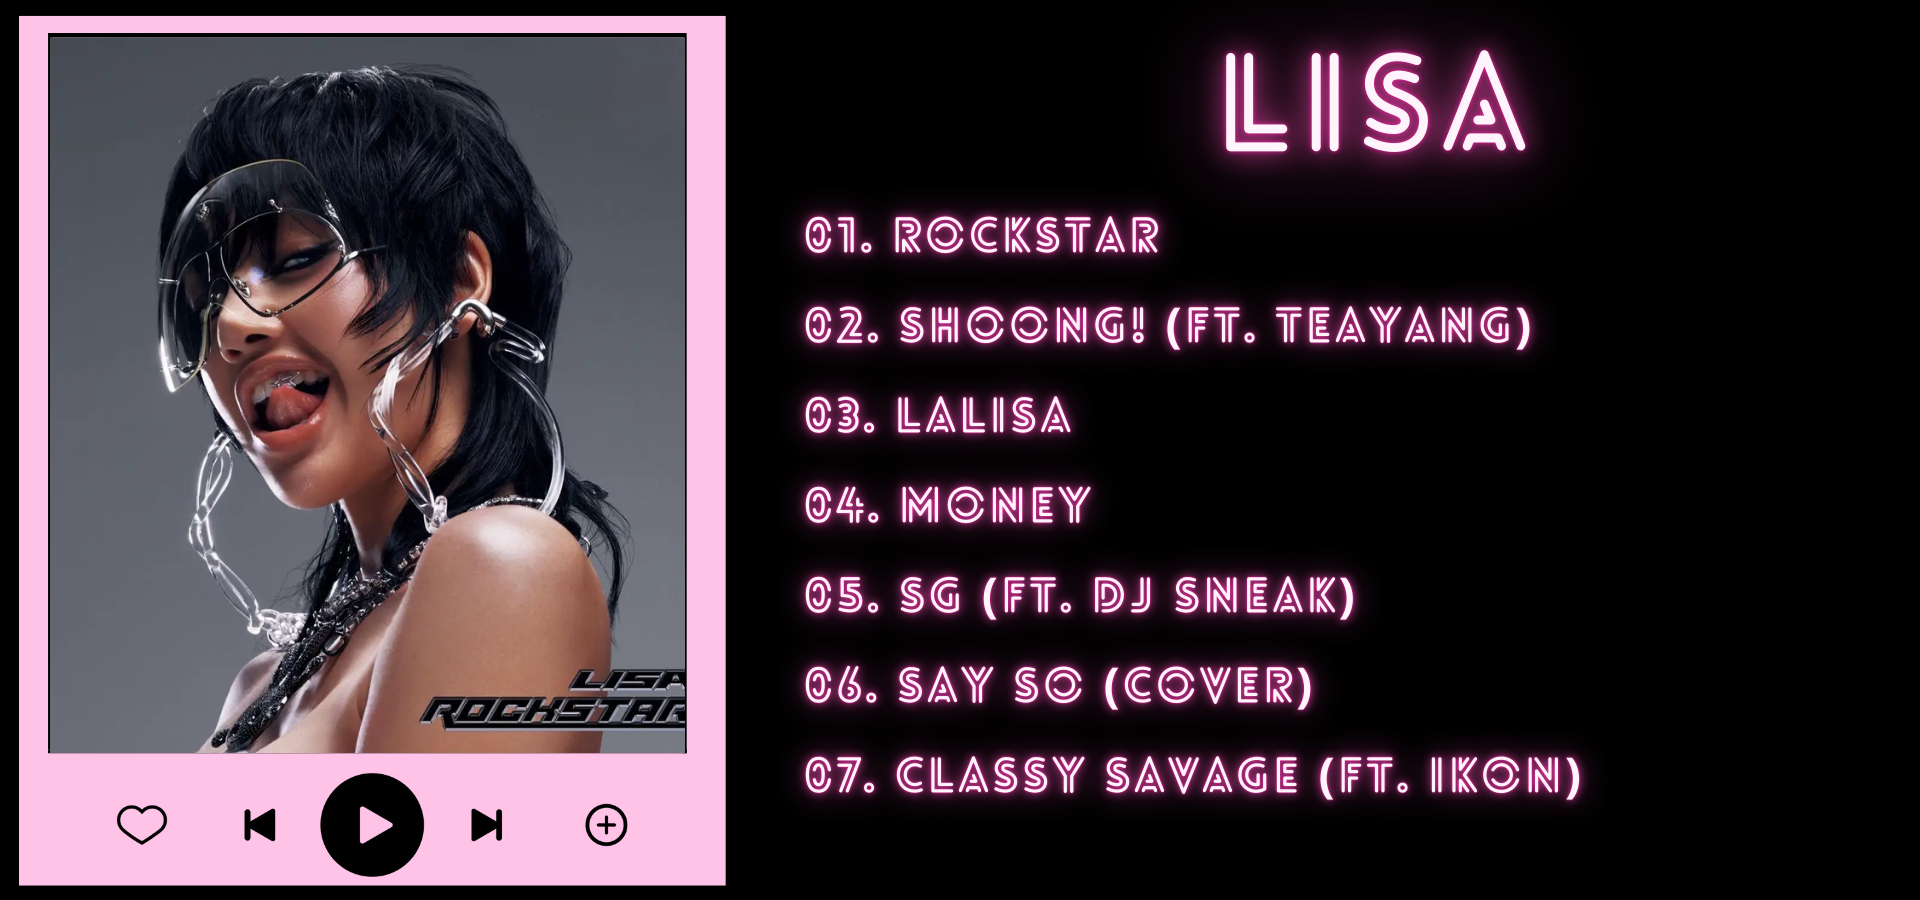 LISA
01. ROCKSTAR
02. SHOONG! (FT. TEAYANG)
03. LALISA
04. MONEY
05. SG (FT. DJ SNEAK)
06. SAY SO (COVER)
07. CLASSY SAVAGE (FT. IKON)
LISA
ROCKSTAR